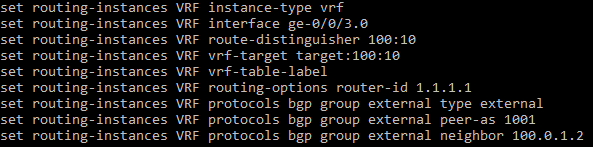 set routing-instances VRF instance-type vrf
set routing-instances VRF interface ge-0/0/3.0
set routing-instances VRF route-distinguisher 100:10
set routing-instances VRF vrf-target target:100:10
set routing-instances VRF vrf-table-label
set routing-instances VRF routing-options router-id 1.1.1.1
set routing-instances VRF protocols bgp group external type external
set routing-instances VRF protocols bgp group external peer-as 1001
set routing-instances VRF protocols bgp group external neighbor 100.0.1.2